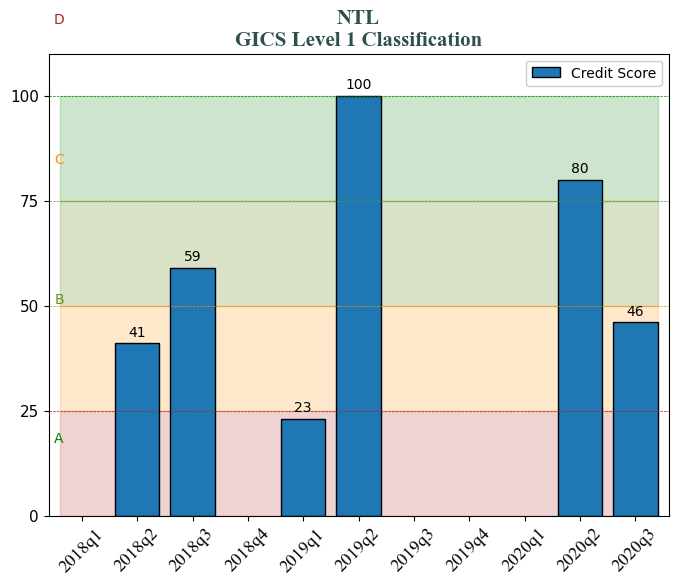 D
NTL
GICS Level 1 Classification
Credit Score
100
100
C
80
75
59
B
50
46
41
25
23
A
0
2018q1
2018q2
2018q3
2018q4
2019q1
2019q2
2019q3
2019q4
2020q1
2020q2
2020q3